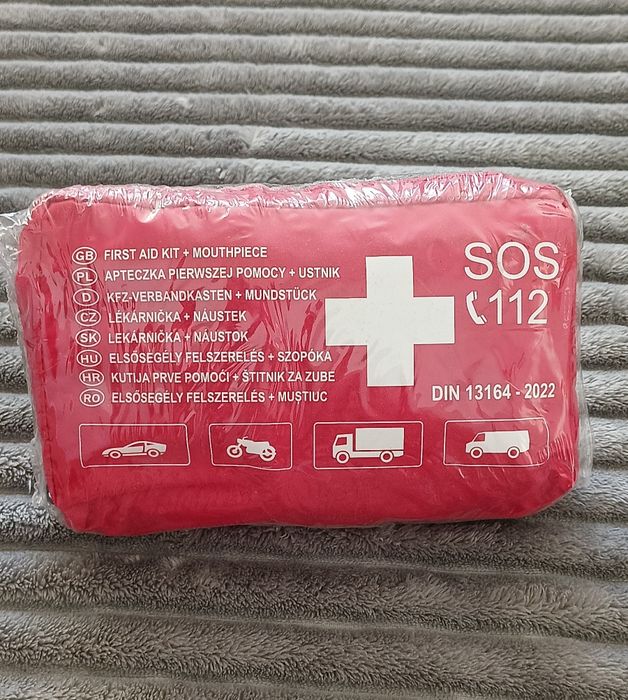 GB FIRST AID KIT + MOUTHPIECE
PL APTECZKA PIERWSZEJ POMOCY + USTNIK
D KFZ-VERBANDKASTEN + MUNDSTÜCK
CZ LÉKÁRNIČKA + NÁUSTEK
SK LEKÁRNIČKA + NÁUSTOK
HU ELSŐSEGÉLY FELSZERELÉS + SZOPÓKA
HR KUTIJA PRVE POMOĆI + ŠTITNIK ZA ZUBE
RO ELSŐSEGÉLY FELSZERELÉS + MUȘTIUC
SOS
112
DIN 13164 - 2022